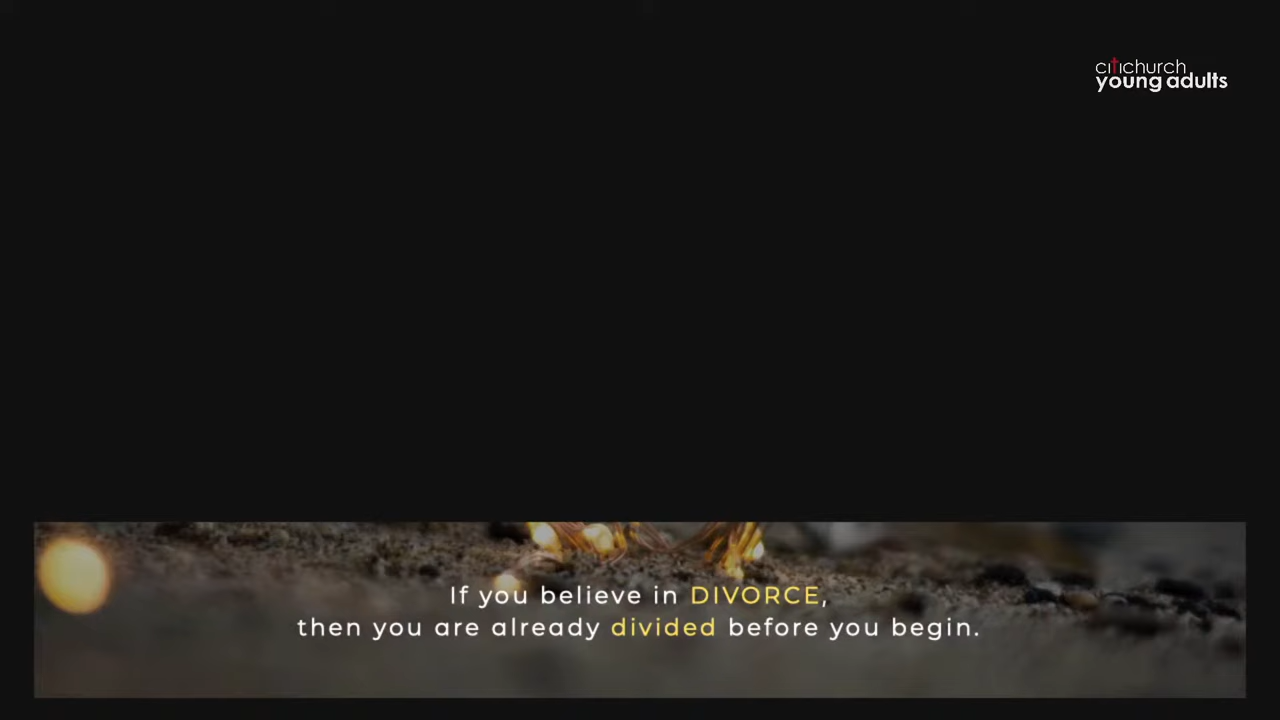 citichurch
young adults
If you believe in DIVORCE,
then you are already divided before you begin.